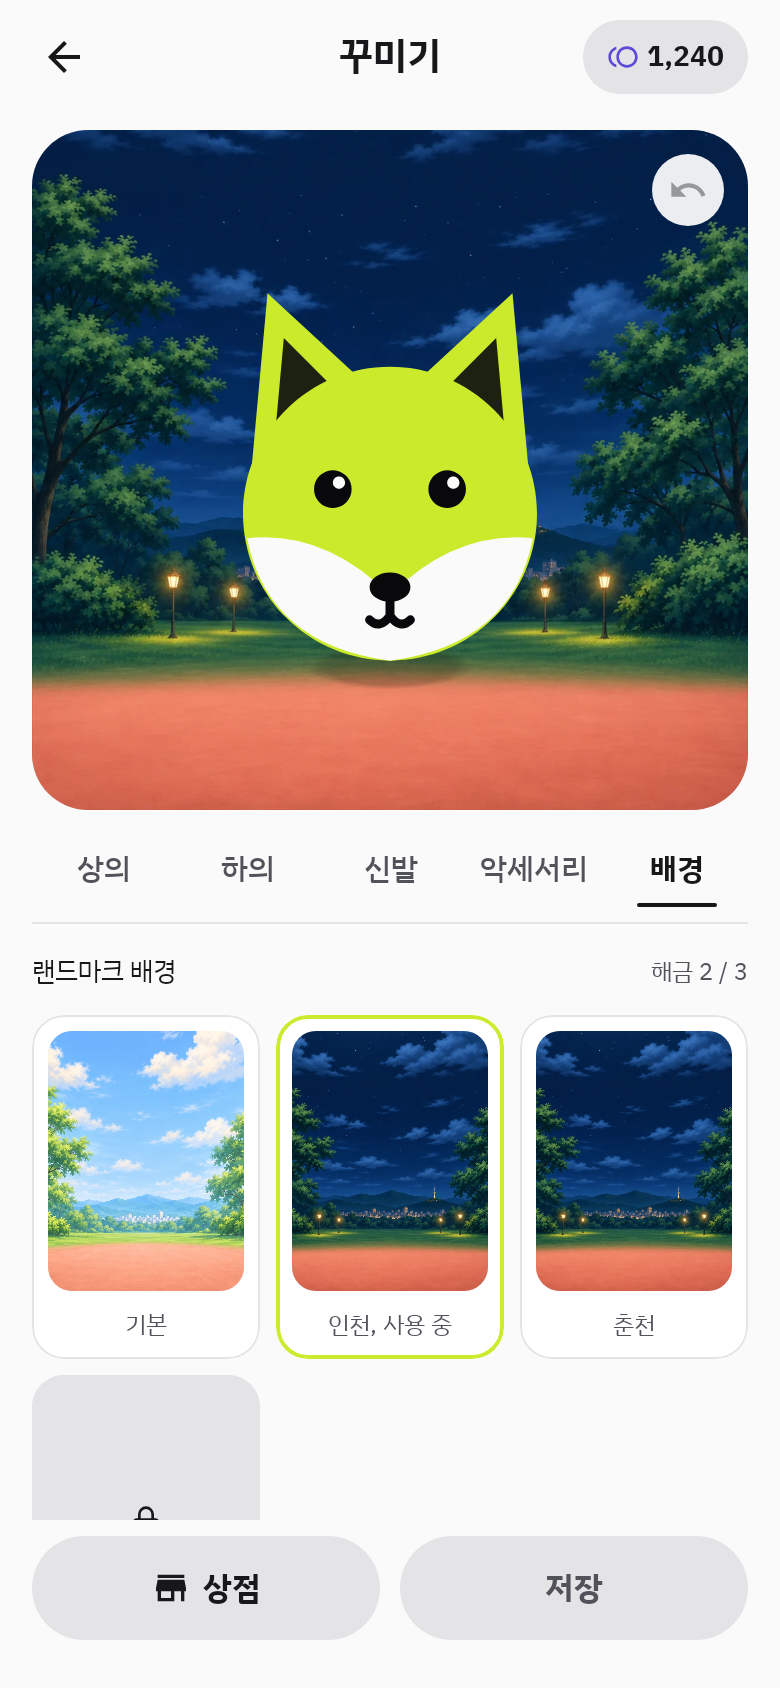 꾸미기
1,240
상의
하의
신발
악세서리
배경
랜드마크 배경
해금 2 / 3
기본
인천, 사용 중
춘천
상점
저장